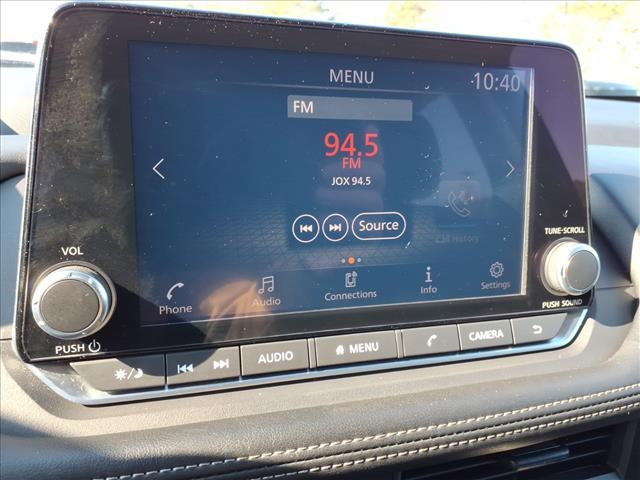 MENU
10:40
FM
94.5
FM
JOX 94.5
Source
Call History
Phone
Audio
Connections
Info
Settings
VOL
PUSH
TUNE-SCROLL
PUSH SOUND
AUDIO
MENU
CAMERA